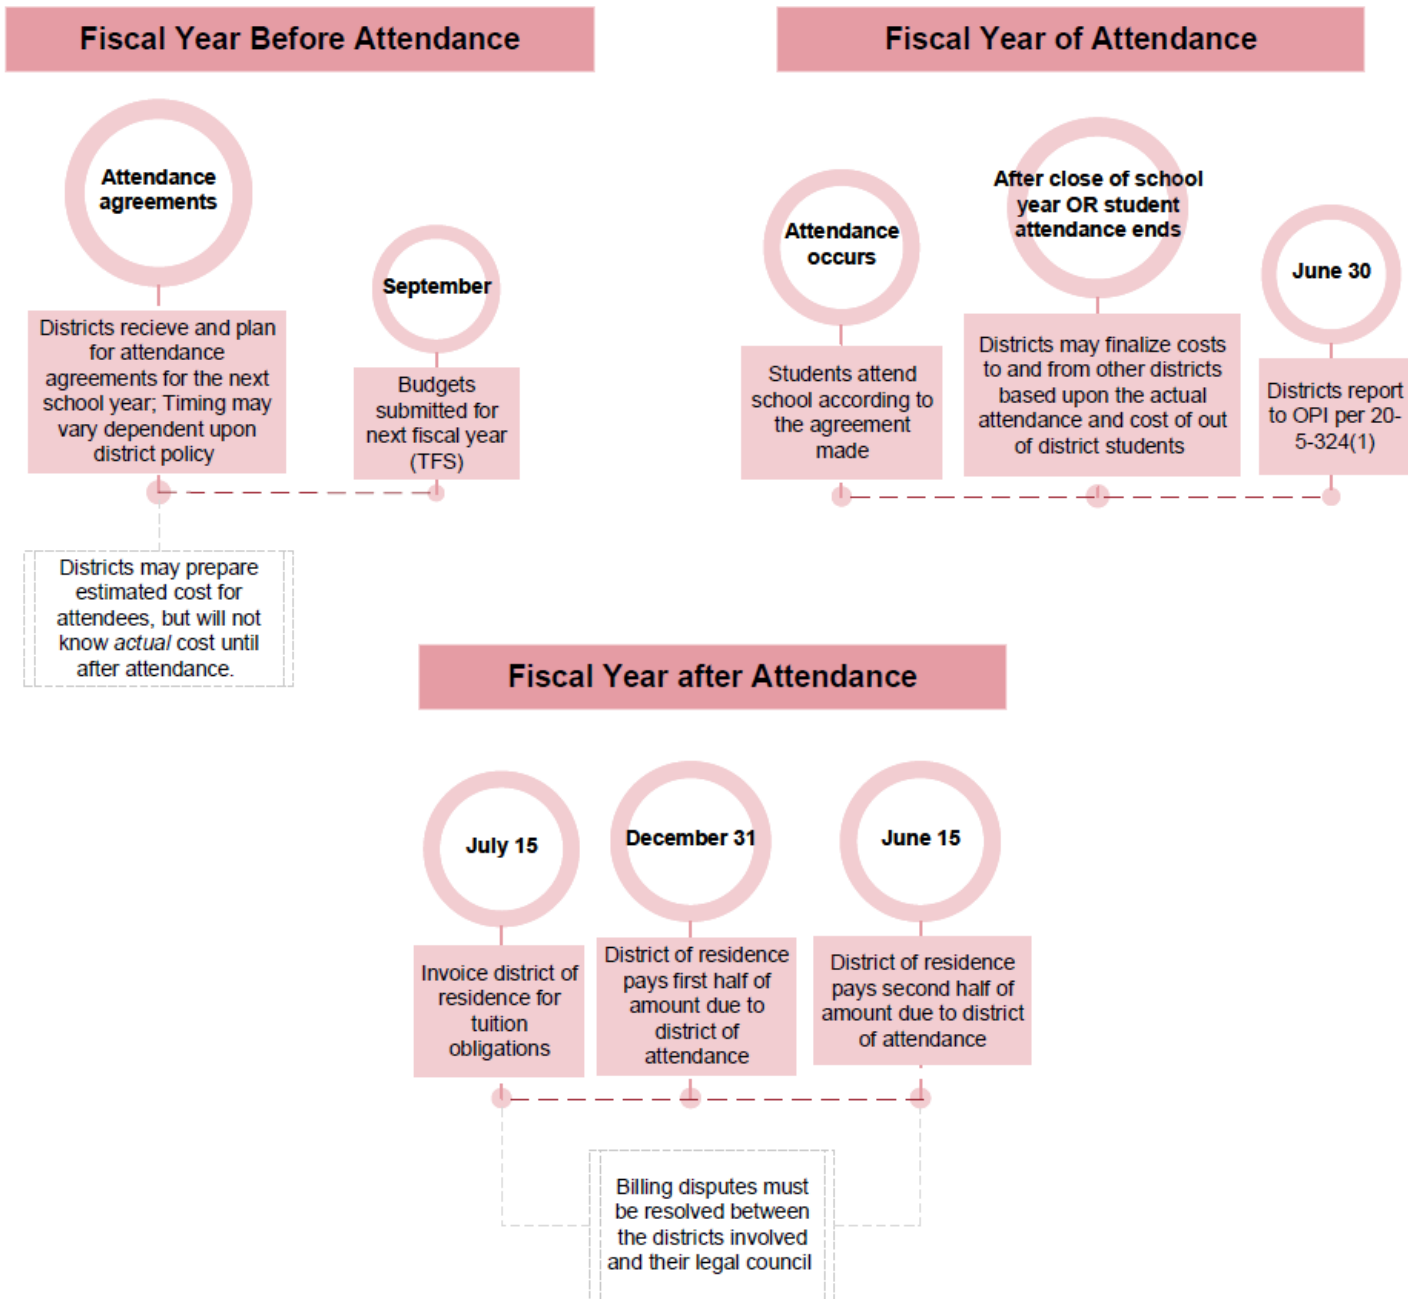 Fiscal Year Before Attendance
Attendance
agreements
Districts recieve and plan
for attendance
agreements for the next
school year; Timing may
vary dependent upon
district policy
September
Budgets
submitted for
next fiscal year
(TFS)
Districts may prepare
estimated cost for
attendees, but will not
know actual cost until
after attendance.
Fiscal Year of Attendance
Attendance
occurs
Students attend
school according to
the agreement
made
After close of school
year OR student
attendance ends
Districts may finalize costs
to and from other districts
based upon the actual
attendance and cost of out
of district students
June 30
Districts report
to OPI per 20-
5-324(1)
Fiscal Year after Attendance
July 15
Invoice district of
residence for
tuition
obligations
December 31
District of residence
pays first half of
amount due to
district of
attendance
June 15
District of residence
pays second half of
amount due to district
of attendance
Billing disputes must
be resolved between
the districts involved
and their legal council